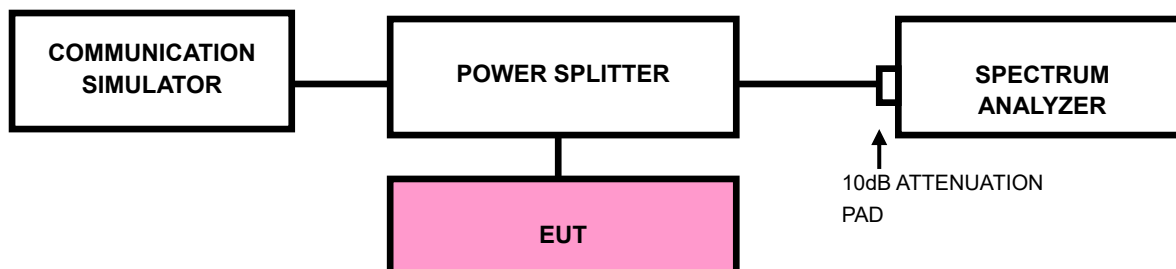 COMMUNICATION
SIMULATOR
POWER SPLITTER
SPECTRUM
ANALYZER
10dB ATTENUATION
PAD
EUT